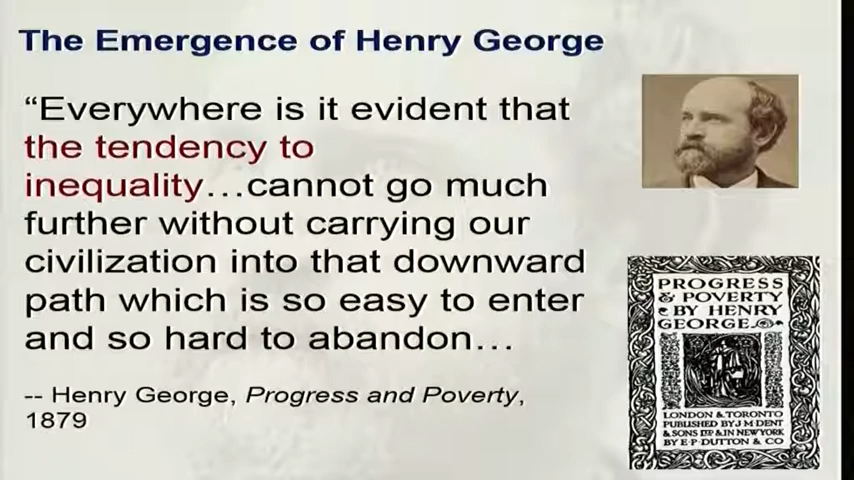 The Emergence of Henry George
“Everywhere is it evident that
the tendency to
inequality…cannot go much
further without carrying our
civilization into that downward
path which is so easy to enter
and so hard to abandon…
-- Henry George, Progress and Poverty,
1879
PROGRESS
& POVERTY
BY HENRY
GEORGE
LONDON & TORONTO
PUBLISHED BY J M DENT
& SONS LTD & IN NEW YORK
BY E·P·DUTTON & CO